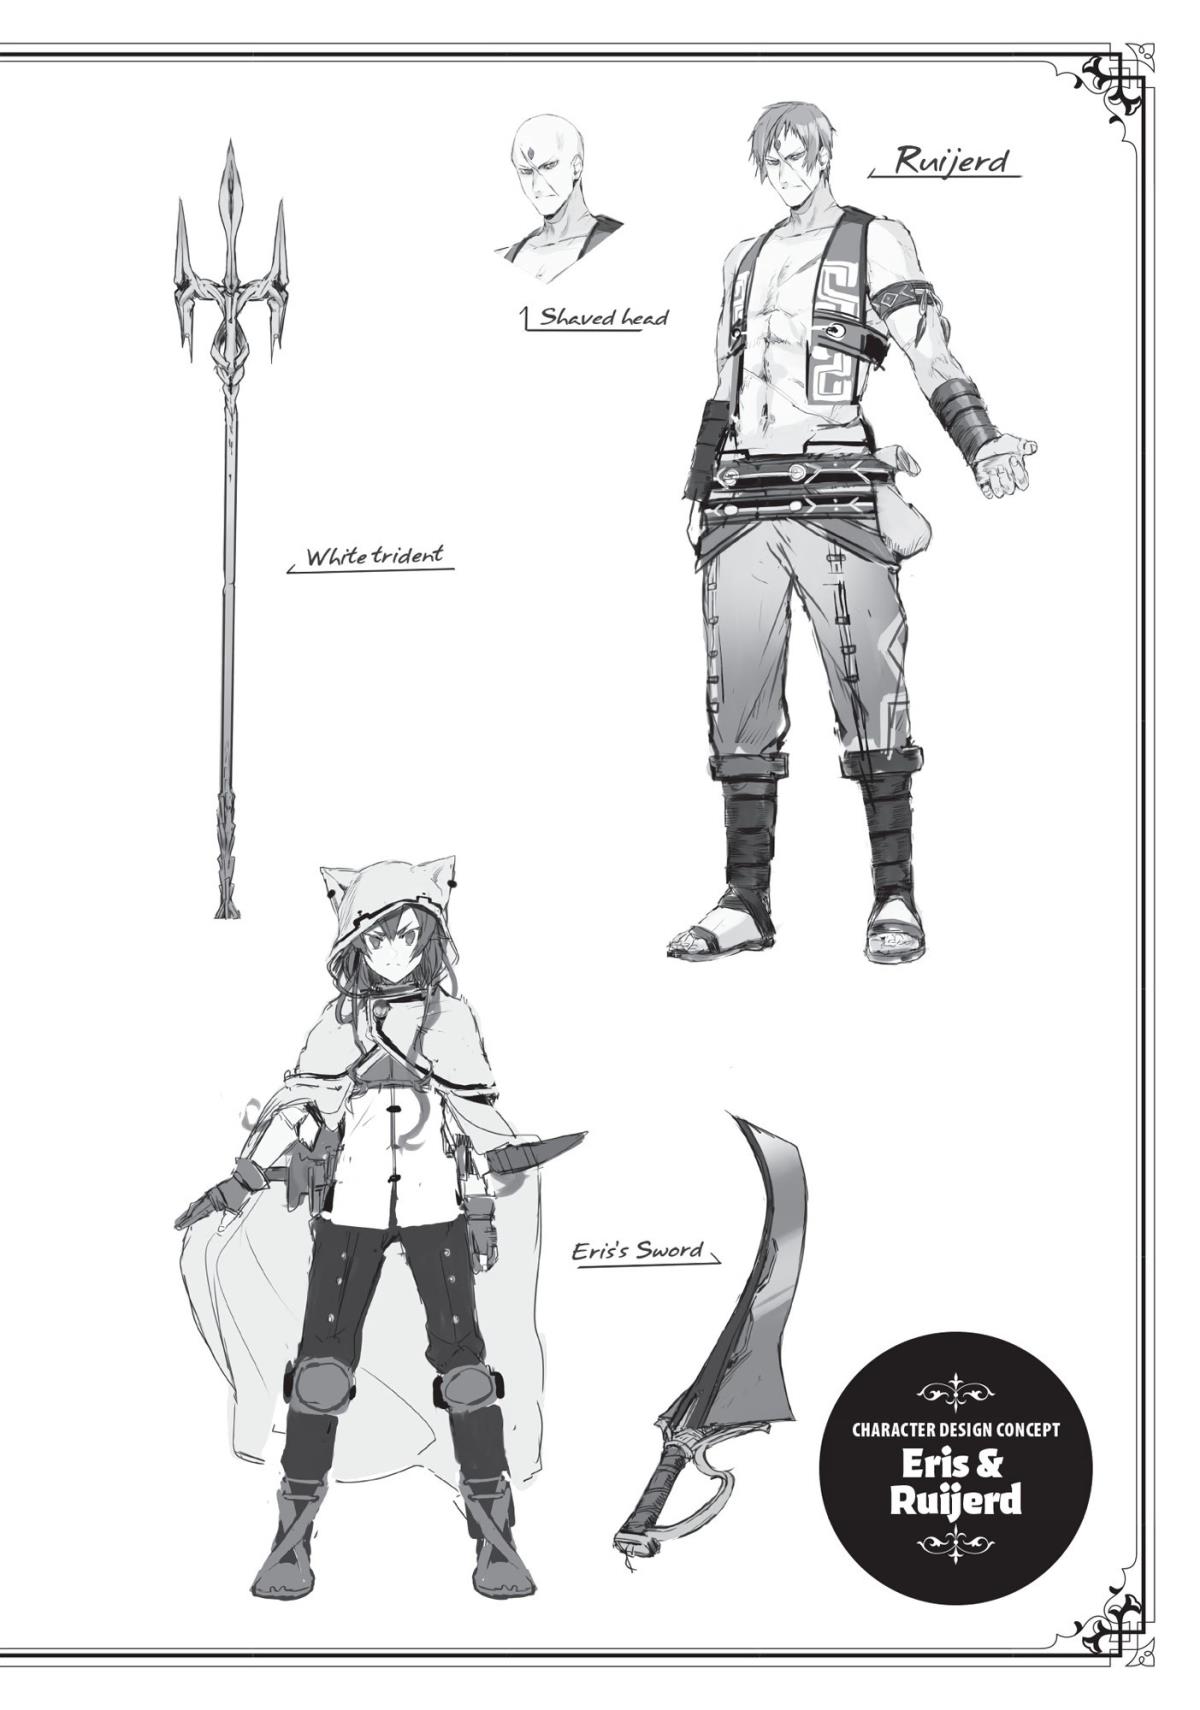 Ruijerd
Shaved head
White trident
Eris's Sword
CHARACTER DESIGN CONCEPT
Eris &
Ruijerd